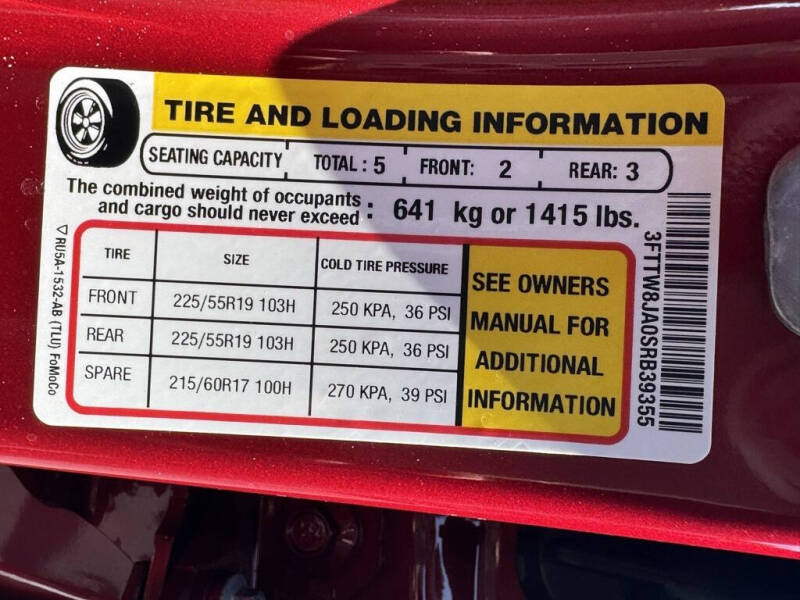 TIRE AND LOADING INFORMATION
SEATING CAPACITY TOTAL : 5 FRONT: 2 REAR: 3
The combined weight of occupants
and cargo should never exceed : 641 kg or 1415 lbs.
TIRE SIZE COLD TIRE PRESSURE
FRONT 225/55R19 103H 250 KPA, 36 PSI
REAR 225/55R19 103H 250 KPA, 36 PSI
SPARE 215/60R17 100H 270 KPA, 39 PSI
SEE OWNERS
MANUAL FOR
ADDITIONAL
INFORMATION
▽ RU5A-1532-AB (TLU) FoMoCo
3FTTW8JA0SRB39355